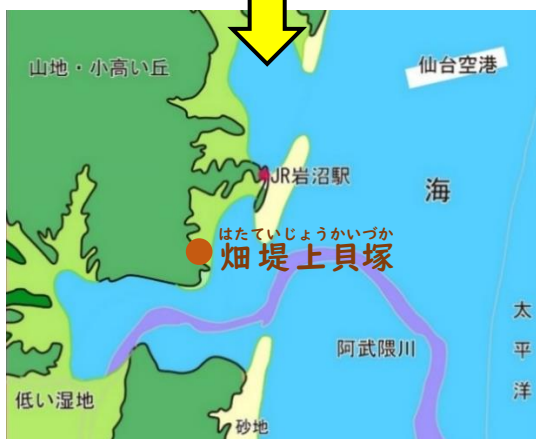 山地・小高い丘
仙台空港
JR岩沼駅
海
はたていじょうかいづか
畑堤上貝塚
太平洋
阿武隈川
低い湿地
砂地